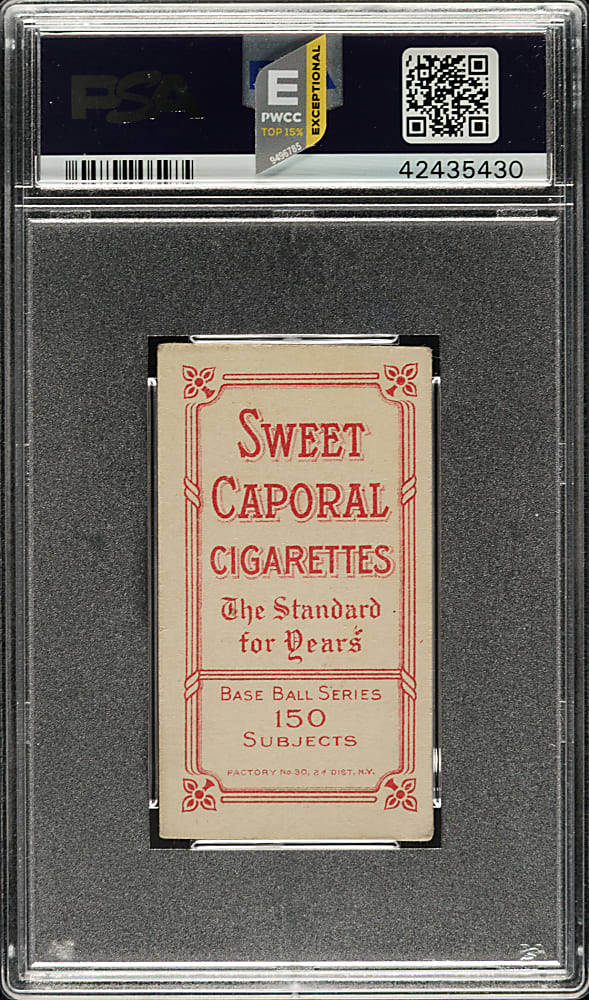 PSA
E
PWCC
TOP 15%
EXCEPTIONAL
9496785
42435430
SWEET
CAPORAL
CIGARETTES
The Standard
for Years
BASE BALL SERIES
150
SUBJECTS
FACTORY No. 30, 2d DIST. N.Y.